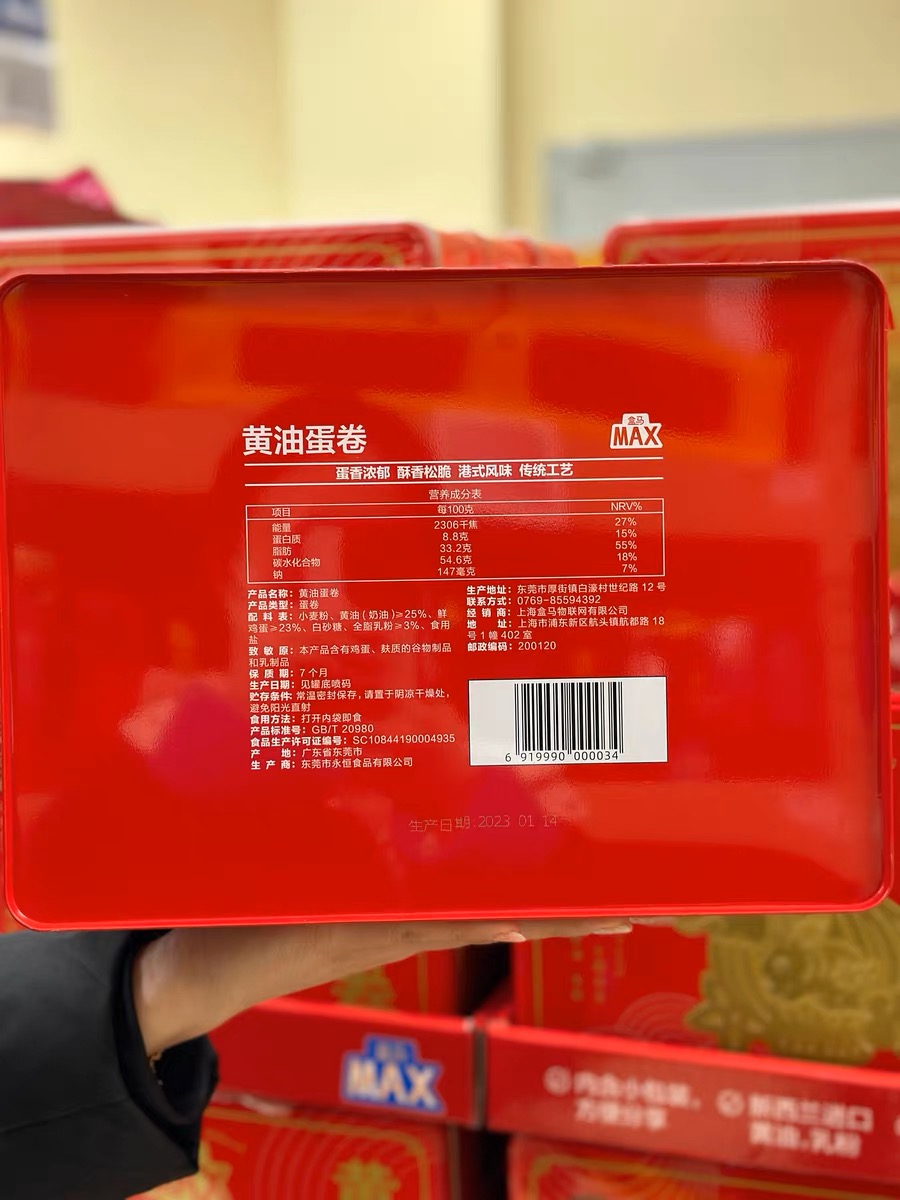 黄油蛋卷
盒马
MAX
蛋香浓郁 酥香松脆 港式风味 传统工艺
营养成分表
项目 每100克 NRV%
能量 2306千焦 27%
蛋白质 8.8克 15%
脂肪 33.2克 55%
碳水化合物 54.6克 18%
钠 147毫克 7%
产品名称：黄油蛋卷
产品类型：蛋卷
配 料 表：小麦粉、黄油(奶油)≥25%、鲜
鸡蛋≥23%、白砂糖、全脂乳粉≥3%、食用
盐
致 敏 原：本产品含有鸡蛋、麸质的谷物制品
和乳制品
保 质 期：7个月
生产日期：见罐底喷码
贮存条件：常温密封保存，请置于阴凉干燥处，
避免阳光直射
食用方法：打开内袋即食
产品标准号：GB/T 20980
食品生产许可证编号：SC10844190004935
产 地：广东省东莞市
生 产 商：东莞市永恒食品有限公司
生产地址：东莞市厚街镇白濠村世纪路 12 号
联系方式：0769-85594392
经 销 商：上海盒马物联网有限公司
地 址：上海市浦东新区航头镇航都路 18
号 1 幢 402 室
邮政编码：200120
6 919990 000034
生产日期:2023 01 14
MAX
内含小包装，
方便分享
新西兰进口
黄油、乳粉